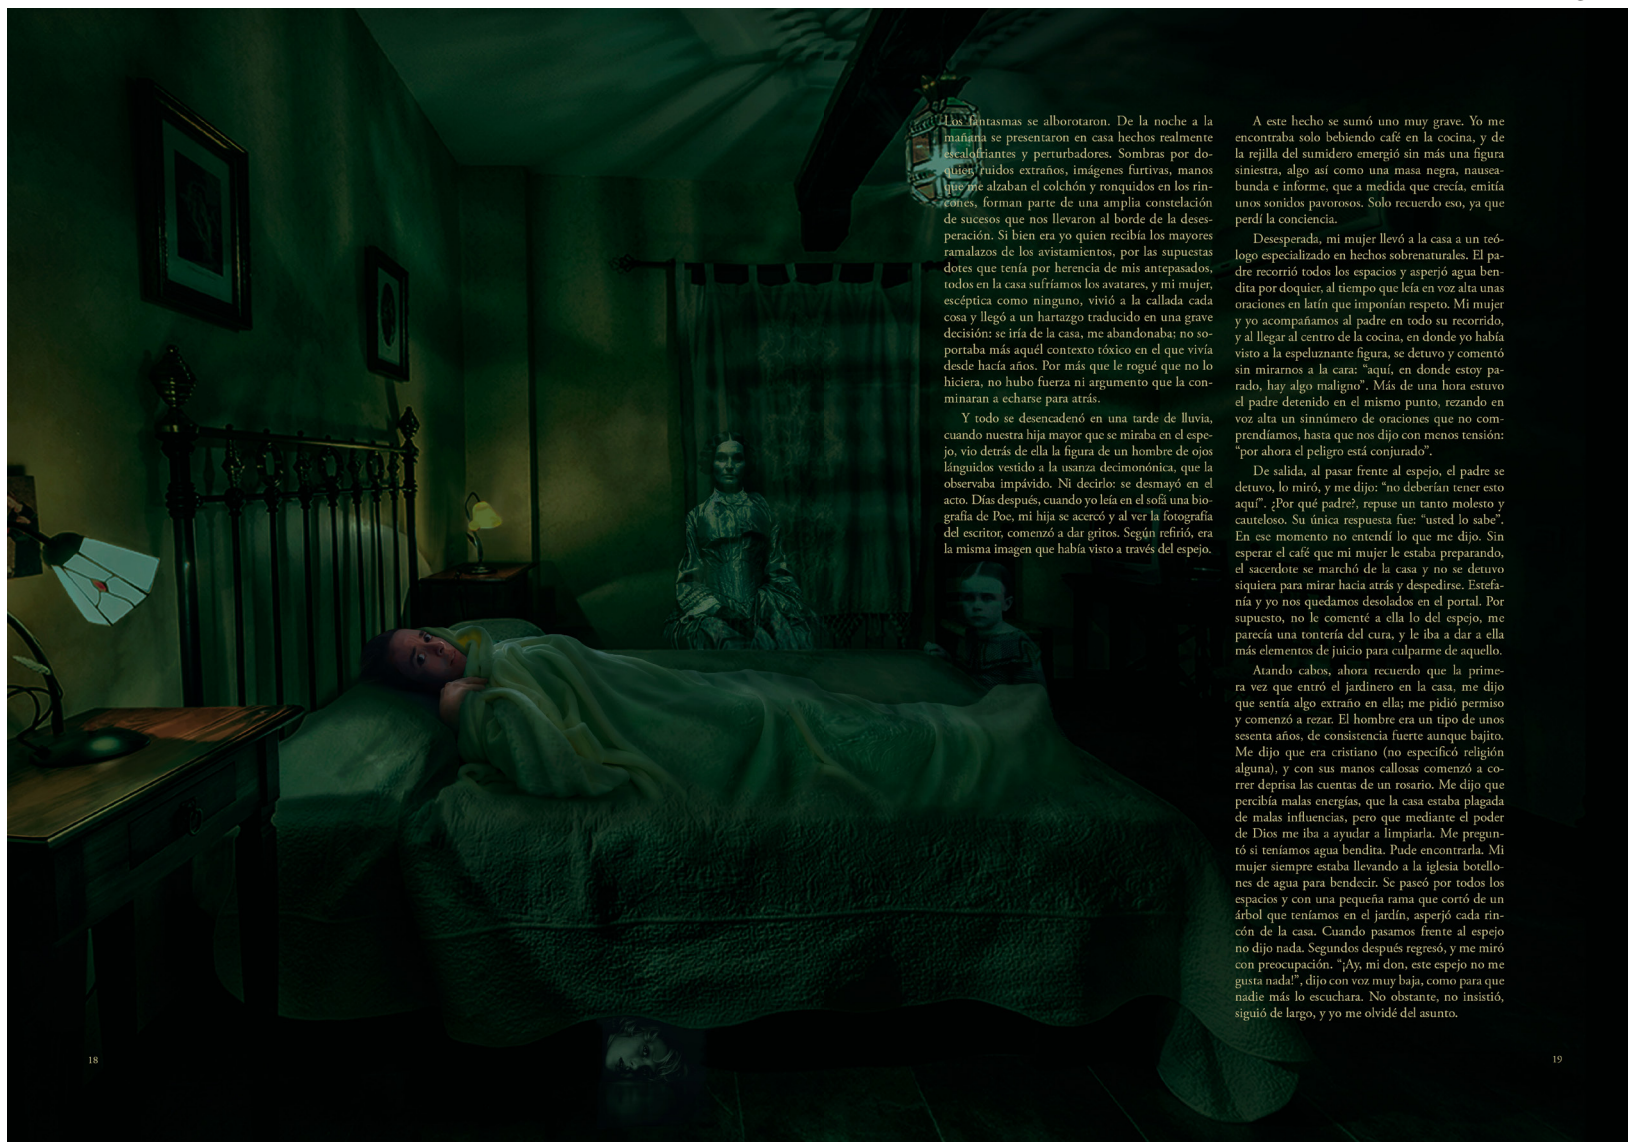 Los fantasmas se alborotaron. De la noche a la
mañana se presentaron en casa hechos realmente
escalofriantes y perturbadores. Sombras por do-
quier, ruidos extraños, imágenes furtivas, manos
que me alzaban el colchón y ronquidos en los rin-
cones, forman parte de una amplia constelación
de sucesos que nos llevaron al borde de la deses-
peración. Si bien era yo quien recibía los mayores
ramalazos de los avistamientos, por las supuestas
dotes que tenía por herencia de mis antepasados,
todos en la casa sufríamos los avatares, y mi mujer,
escéptica como ninguno, vivió a la callada cada
cosa y llegó a un hartazgo traducido en una grave
decisión: se iría de la casa, me abandonaba; no so-
portaba más aquél contexto tóxico en el que vivía
desde hacía años. Por más que le rogué que no lo
hiciera, no hubo fuerza ni argumento que la con-
minaran a echarse para atrás.
Y todo se desencadenó en una tarde de lluvia,
cuando nuestra hija mayor que se miraba en el espe-
jo, vio detrás de ella la figura de un hombre de ojos
lánguidos vestido a la usanza decimonónica, que la
observaba impávido. Ni decirlo: se desmayó en el
acto. Días después, cuando yo leía en el sofá una bio-
grafía de Poe, mi hija se acercó y al ver la fotografía
del escritor, comenzó a dar gritos. Según refirió, era
la misma imagen que había visto a través del espejo.
A este hecho se sumó uno muy grave. Yo me
encontraba solo bebiendo café en la cocina, y de
la rejilla del sumidero emergió sin más una figura
siniestra, algo así como una masa negra, nausea-
bunda e informe, que a medida que crecía, emitía
unos sonidos pavorosos. Solo recuerdo eso, ya que
perdí la conciencia.
Desesperada, mi mujer llevó a la casa a un teó-
logo especializado en hechos sobrenaturales. El pa-
dre recorrió todos los espacios y asperjó agua ben-
dita por doquier, al tiempo que leía en voz alta unas
oraciones en latín que imponían respeto. Mi mujer
y yo acompañamos al padre en todo su recorrido,
y al llegar al centro de la cocina, en donde yo había
visto a la espeluznante figura, se detuvo y comentó
sin mirarnos a la cara: “aquí, en donde estoy pa-
rado, hay algo maligno”. Más de una hora estuvo
el padre detenido en el mismo punto, rezando en
voz alta un sinnúmero de oraciones que no com-
prendíamos, hasta que nos dijo con menos tensión:
“por ahora el peligro está conjurado”.
De salida, al pasar frente al espejo, el padre se
detuvo, lo miró, y me dijo: “no deberían tener esto
aquí”. ¿Por qué padre?, repuse un tanto molesto y
cauteloso. Su única respuesta fue: “usted lo sabe”.
En ese momento no entendí lo que me dijo. Sin
esperar el café que mi mujer le estaba preparando,
el sacerdote se marchó de la casa y no se detuvo
siquiera para mirar hacia atrás y despedirse. Estefa-
nía y yo nos quedamos desolados en el portal. Por
supuesto, no le comenté a ella lo del espejo, me
parecía una tontería del cura, y le iba a dar a ella
más elementos de juicio para culparme de aquello.
Atando cabos, ahora recuerdo que la prime-
ra vez que entró el jardinero en la casa, me dijo
que sentía algo extraño en ella; me pidió permiso
y comenzó a rezar. El hombre era un tipo de unos
sesenta años, de consistencia fuerte aunque bajito.
Me dijo que era cristiano (no especificó religión
alguna), y con sus manos callosas comenzó a co-
rrer deprisa las cuentas de un rosario. Me dijo que
percibía malas energías, que la casa estaba plagada
de malas influencias, pero que mediante el poder
de Dios me iba a ayudar a limpiarla. Me pregun-
tó si teníamos agua bendita. Pude encontrarla. Mi
mujer siempre estaba llevando a la iglesia botello-
nes de agua para bendecir. Se paseó por todos los
espacios y con una pequeña rama que cortó de un
árbol que teníamos en el jardín, asperjó cada rin-
cón de la casa. Cuando pasamos frente al espejo
no dijo nada. Segundos después regresó, y me miró
con preocupación. “¡Ay, mi don, este espejo no me
gusta nada!”, dijo con voz muy baja, como para que
nadie más lo escuchara. No obstante, no insistió,
siguió de largo, y yo me olvidé del asunto.
18
19